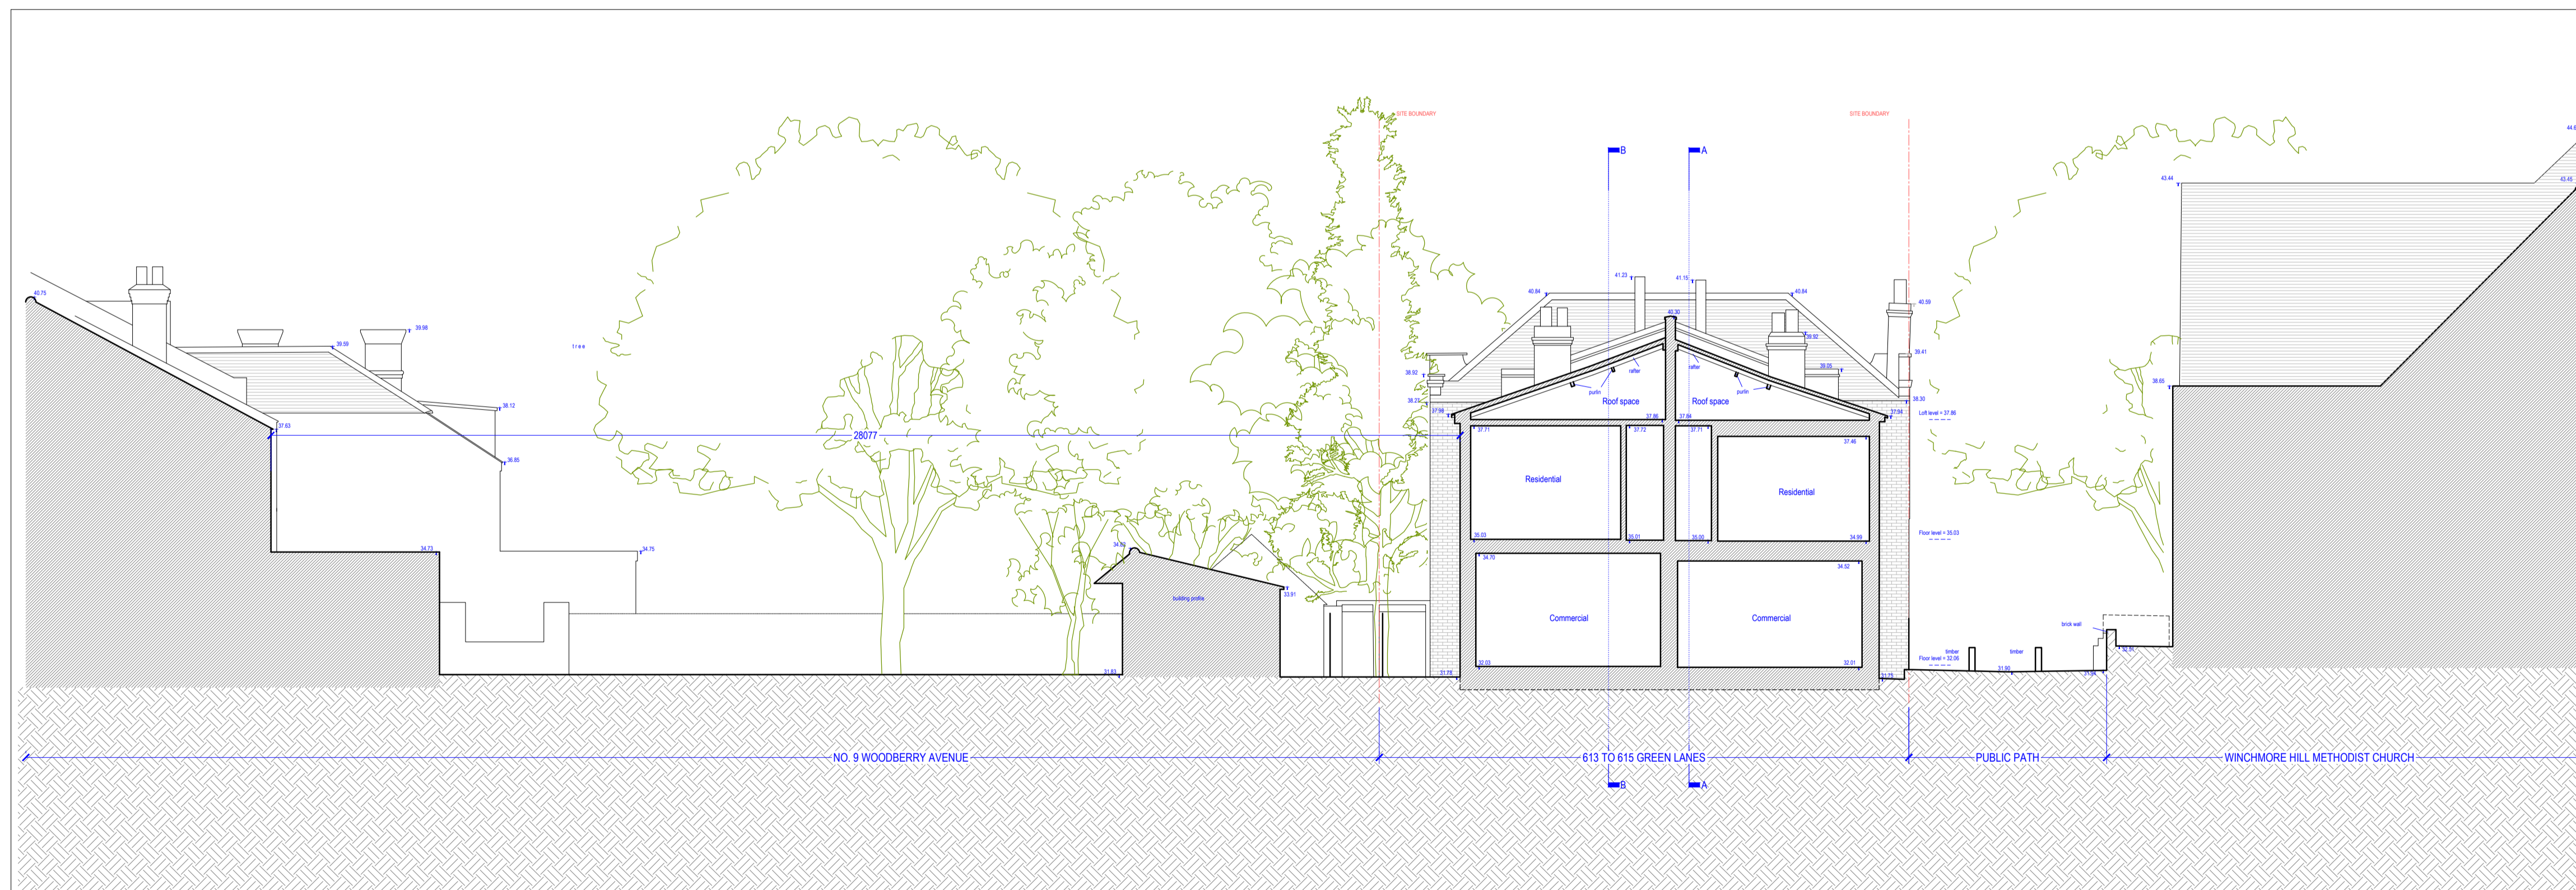 SITE BOUNDARY
SITE BOUNDARY
44.6
B
A
43.44
43.45
40.75
41.23
41.15
40.84
40.84
40.59
40.30
39.98
39.92
39.59
39.41
tree
39.05
38.92
rafter
rafter
purlin
purlin
38.65
38.27
38.30
38.12
Roof space
Roof space
37.98
37.94
Loft level = 37.86
37.86
37.84
37.63
28077
37.71
37.72
37.71
37.46
36.85
Residential
Residential
Floor level = 35.03
35.03
35.01
35.00
34.99
34.73
34.75
34.70
34.52
33.91
building profile
Commercial
Commercial
brick wall
timber
timber
Floor level = 32.06
32.03
32.01
31.90
31.83
31.78
NO. 9 WOODBERRY AVENUE
613 TO 615 GREEN LANES
PUBLIC PATH
WINCHMORE HILL METHODIST CHURCH
B
A